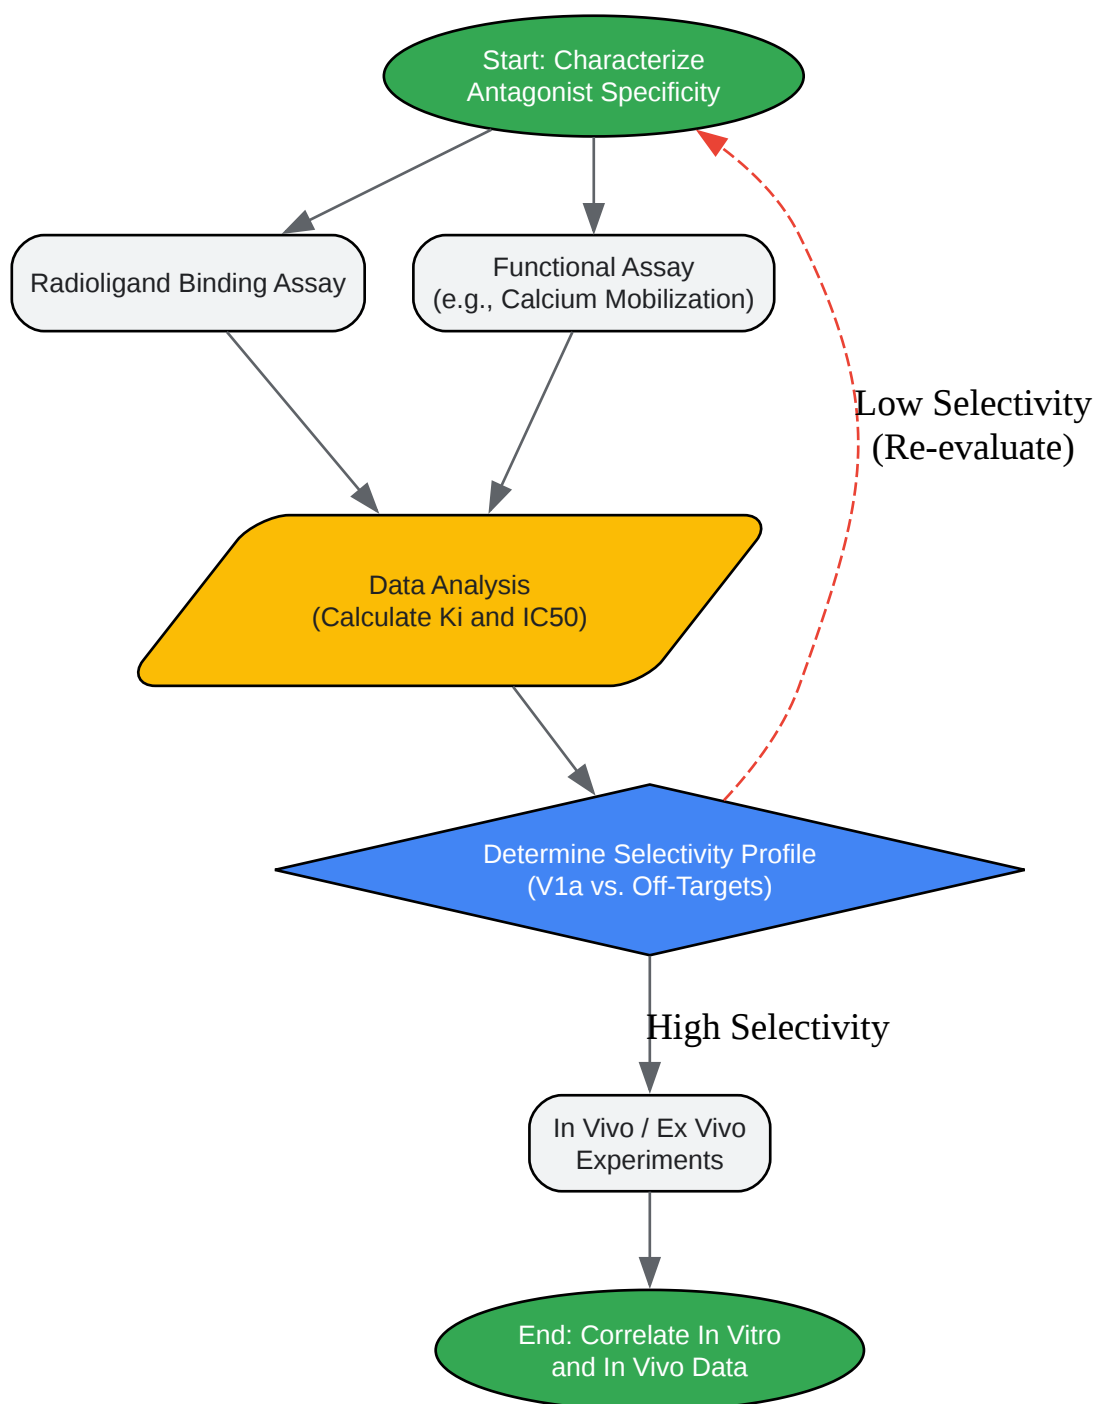 Start: Characterize
Antagonist Specificity
Radioligand Binding Assay
Functional Assay
(e.g., Calcium Mobilization)
Low Selectivity
(Re-evaluate)
Data Analysis
(Calculate Ki and IC50)
Determine Selectivity Profile
(V1a vs. Off-Targets)
High Selectivity
In Vivo / Ex Vivo
Experiments
End: Correlate In Vitro
and In Vivo Data